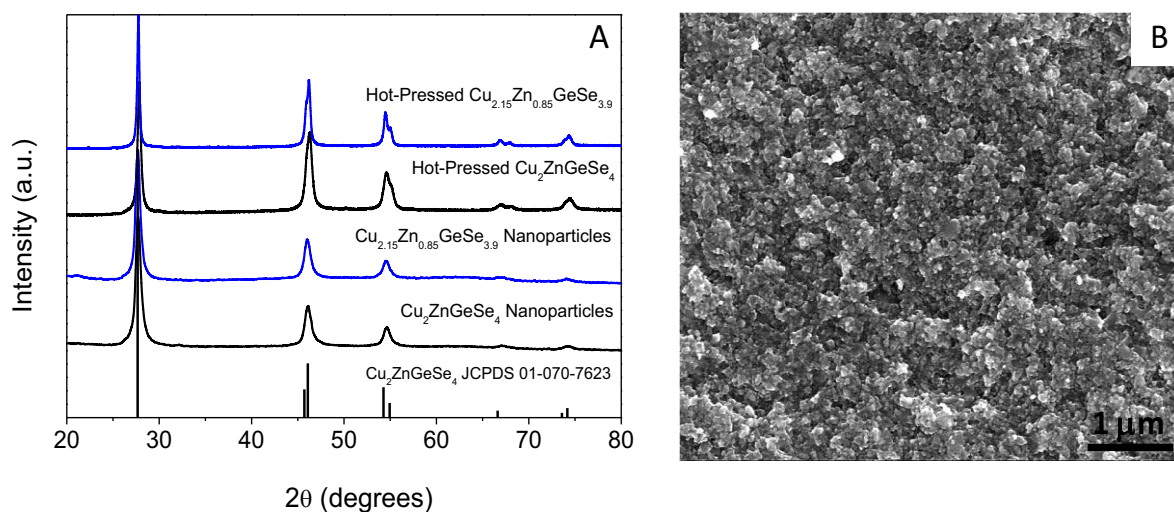 A
Hot-Pressed Cu2.15Zn0.85GeSe3.9
Hot-Pressed Cu2ZnGeSe4
Cu2.15Zn0.85GeSe3.9 Nanoparticles
Cu2ZnGeSe4 Nanoparticles
Cu2ZnGeSe4 JCPDS 01-070-7623
Intensity (a.u.)
20 30 40 50 60 70 80
2θ (degrees)
B
1 µm